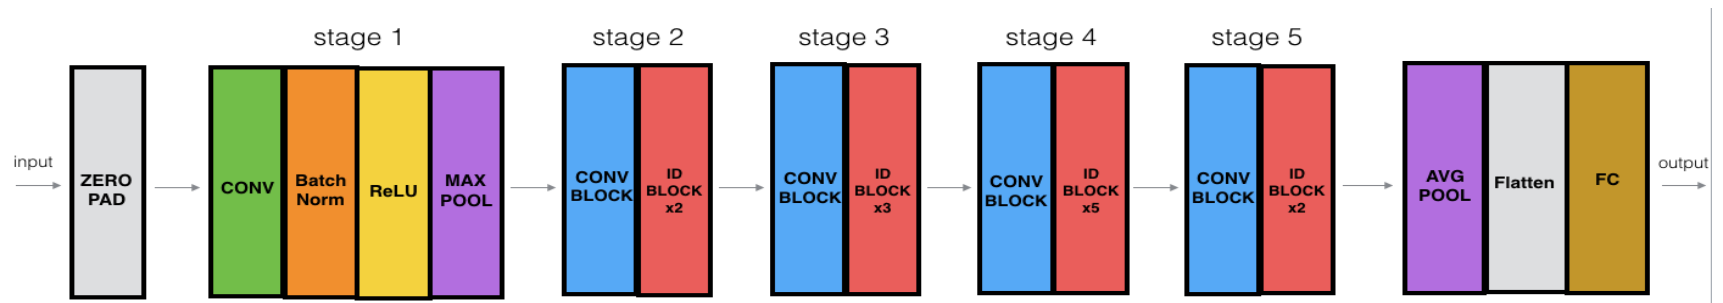 stage 1
stage 2
stage 3
stage 4
stage 5
input
ZERO
PAD
CONV
Batch
Norm
ReLU
MAX
POOL
CONV
BLOCK
ID
BLOCK
x2
CONV
BLOCK
ID
BLOCK
x3
CONV
BLOCK
ID
BLOCK
x5
CONV
BLOCK
ID
BLOCK
x2
AVG
POOL
Flatten
FC
output